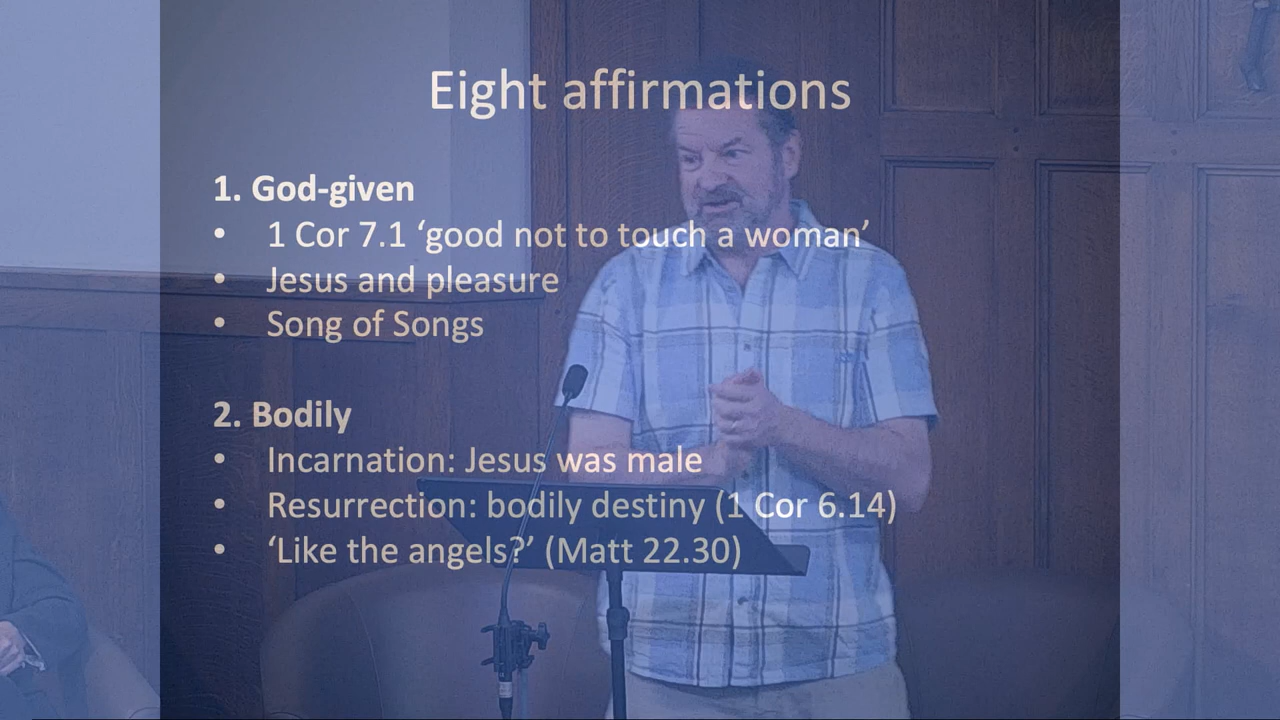 Eight affirmations
1. God-given
• 1 Cor 7.1 ‘good not to touch a woman’
• Jesus and pleasure
• Song of Songs
2. Bodily
• Incarnation: Jesus was male
• Resurrection: bodily destiny (1 Cor 6.14)
• ‘Like the angels?’ (Matt 22.30)